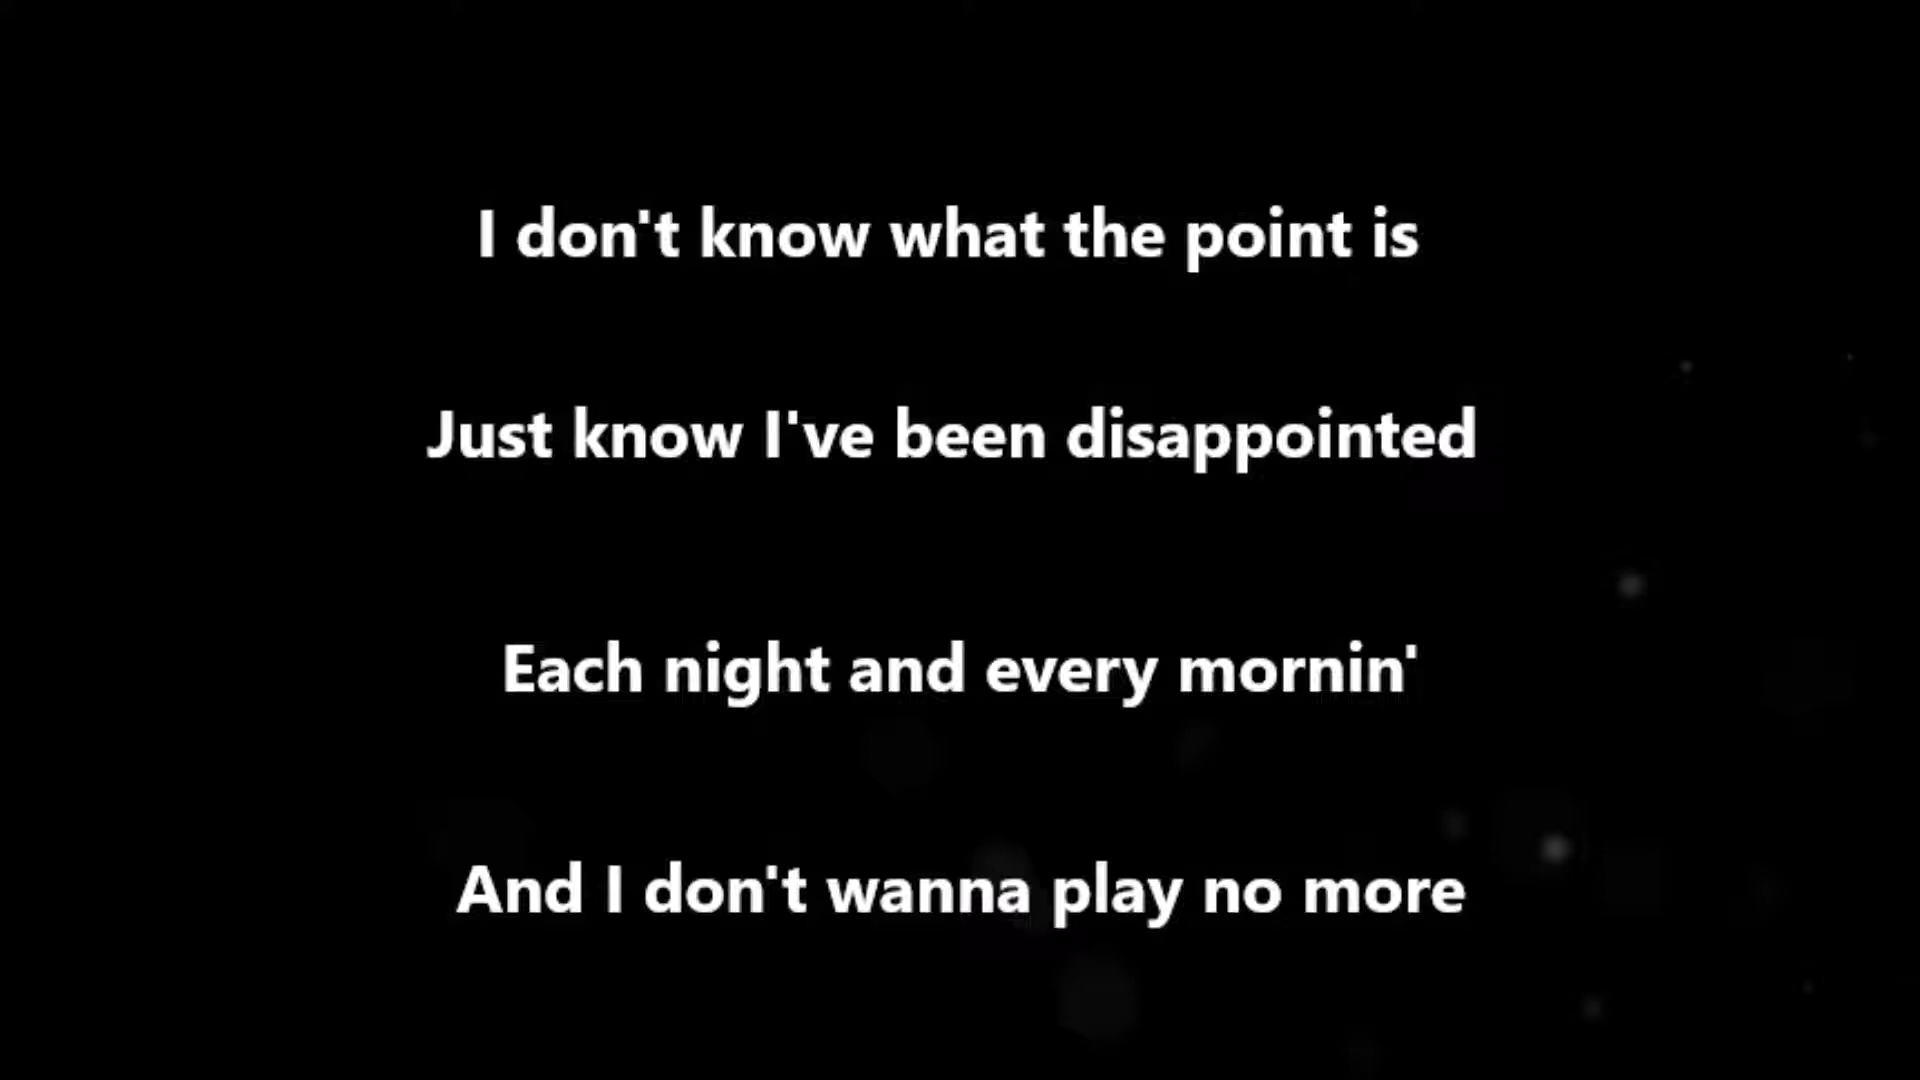 I don't know what the point is
Just know I've been disappointed
Each night and every mornin'
And I don't wanna play no more